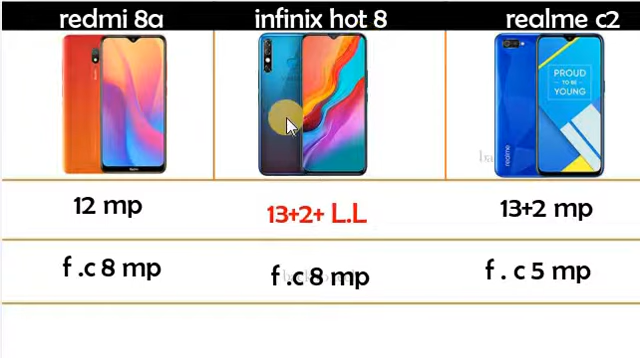 redmi 8a
infinix hot 8
realme c2
PROUD
TO BE
YOUNG
realme
12 mp
13+2+ L.L
13+2 mp
f .c 8 mp
f .c 8 mp
f . c 5 mp